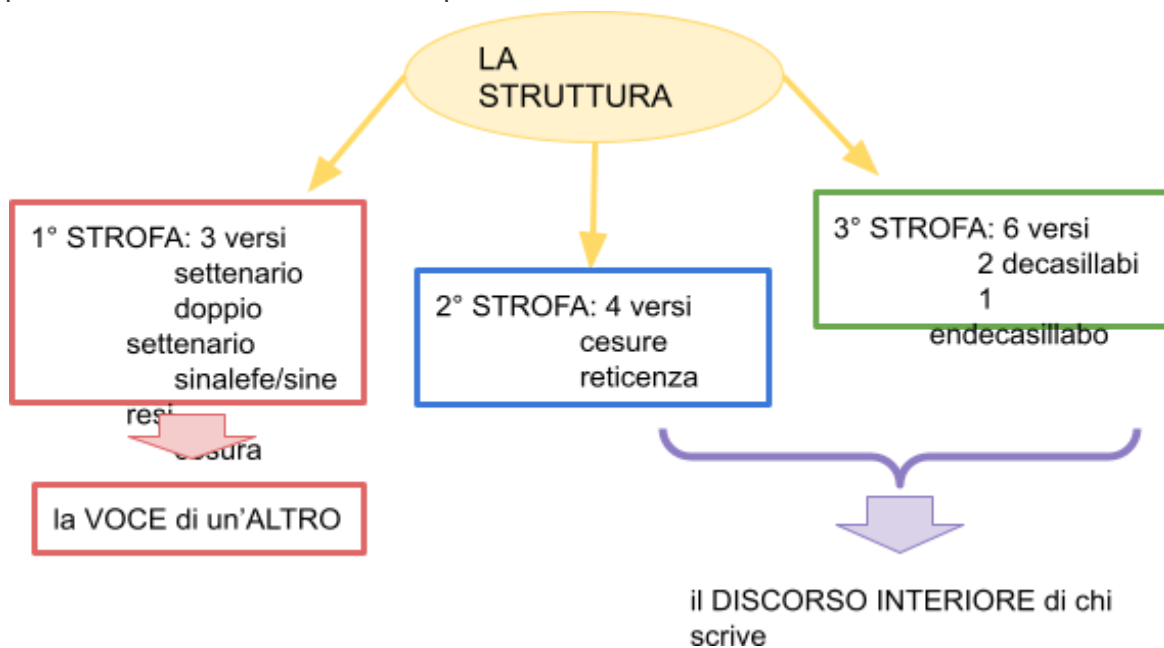 LA
STRUTTURA
1° STROFA: 3 versi
settenario
doppio
settenario
sinalefe/sine
resi
cesura
la VOCE di un'ALTRO
2° STROFA: 4 versi
cesure
reticenza
3° STROFA: 6 versi
2 decasillabi
1
endecasillabo
il DISCORSO INTERIORE di chi
scrive